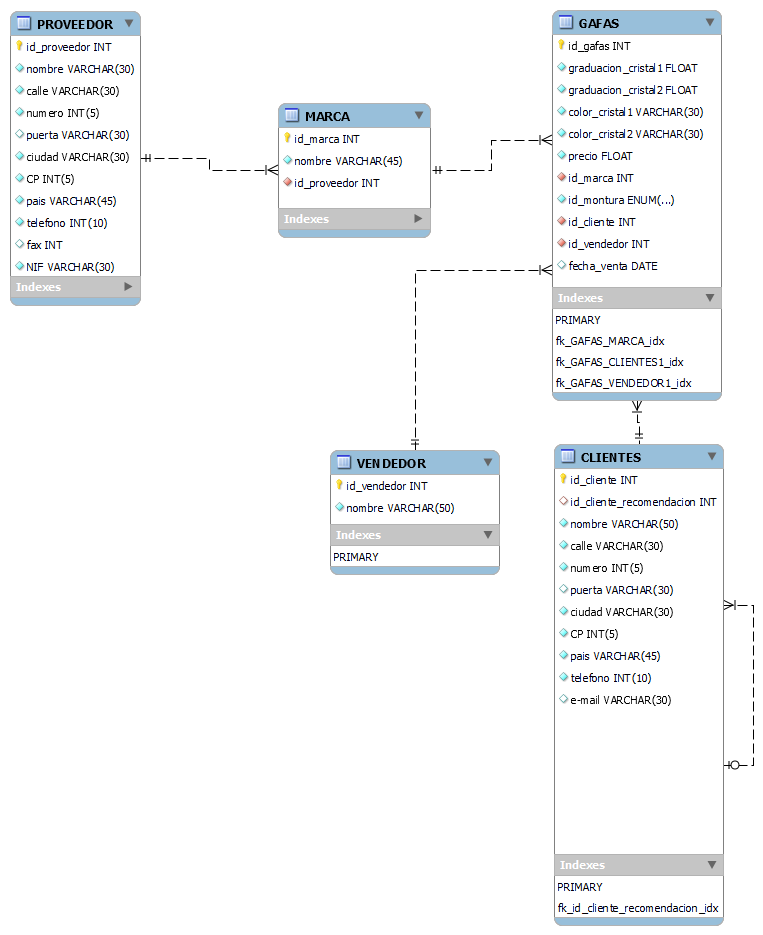 PROVEEDOR
id_proveedor INT
nombre VARCHAR(30)
calle VARCHAR(30)
numero INT(5)
puerta VARCHAR(30)
ciudad VARCHAR(30)
CP INT(5)
pais VARCHAR(45)
telefono INT(10)
fax INT
NIF VARCHAR(30)
Indexes
MARCA
id_marca INT
nombre VARCHAR(45)
id_proveedor INT
Indexes
GAFAS
id_gafas INT
graduacion_cristal1 FLOAT
graduacion_cristal2 FLOAT
color_cristal1 VARCHAR(30)
color_cristal2 VARCHAR(30)
precio FLOAT
id_marca INT
id_montura ENUM(...)
id_cliente INT
id_vendedor INT
fecha_venta DATE
Indexes
PRIMARY
fk_GAFAS_MARCA_idx
fk_GAFAS_CLIENTES1_idx
fk_GAFAS_VENDEDOR1_idx
VENDEDOR
id_vendedor INT
nombre VARCHAR(50)
Indexes
PRIMARY
CLIENTES
id_cliente INT
id_cliente_recomendacion INT
nombre VARCHAR(50)
calle VARCHAR(30)
numero INT(5)
puerta VARCHAR(30)
ciudad VARCHAR(30)
CP INT(5)
pais VARCHAR(45)
telefono INT(10)
e-mail VARCHAR(30)
Indexes
PRIMARY
fk_id_cliente_recomendacion_idx